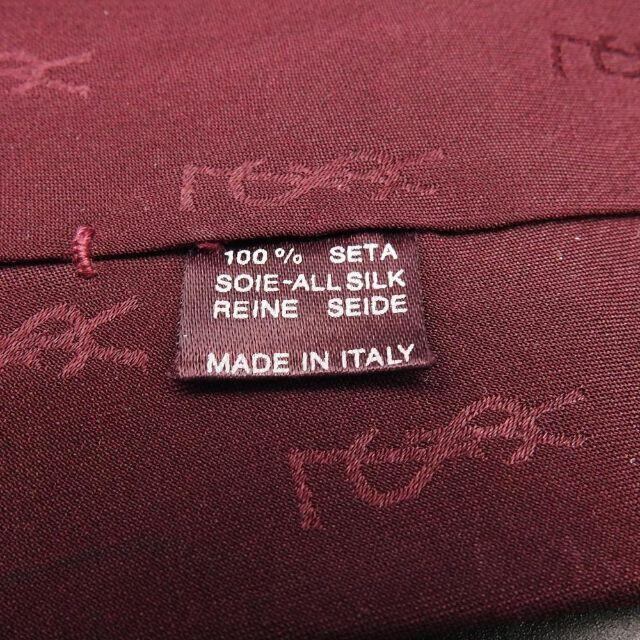 100% SETA
SOIE-ALL SILK
REINE SEIDE
MADE IN ITALY